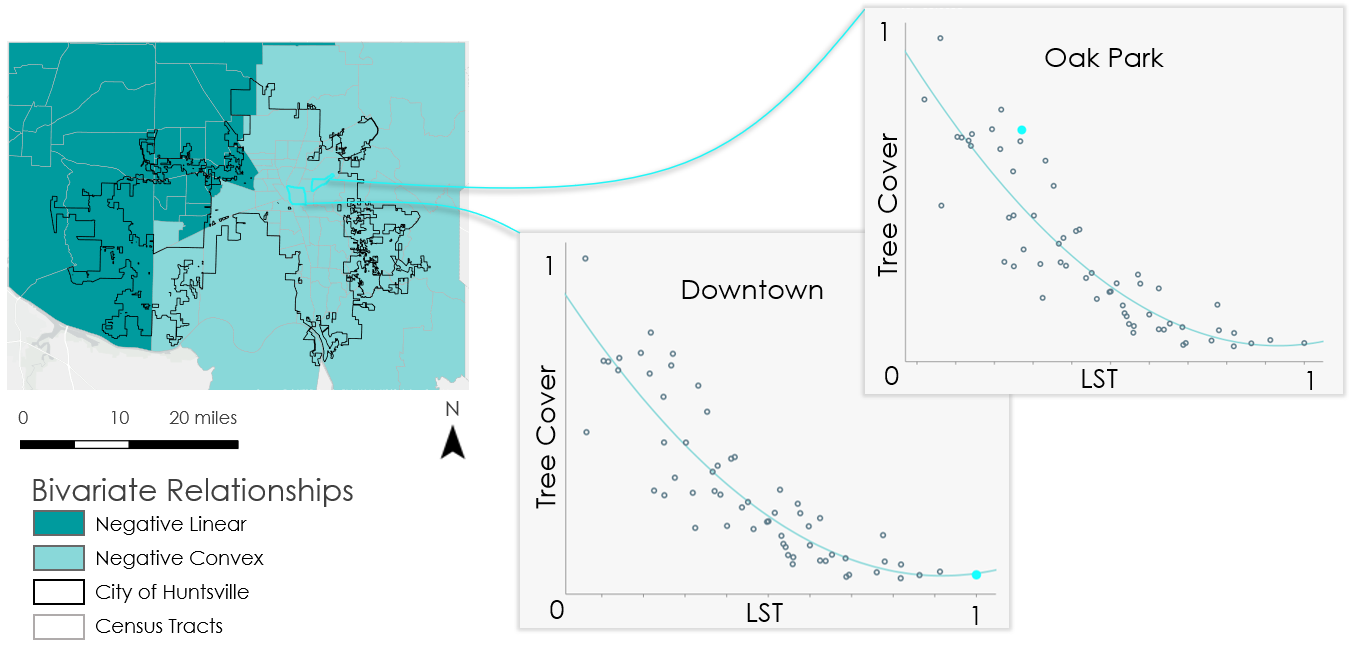 1
Oak Park
Tree Cover
0
LST
1
1
Downtown
Tree Cover
0
LST
1
0 10 20 miles
N
Bivariate Relationships
Negative Linear
Negative Convex
City of Huntsville
Census Tracts